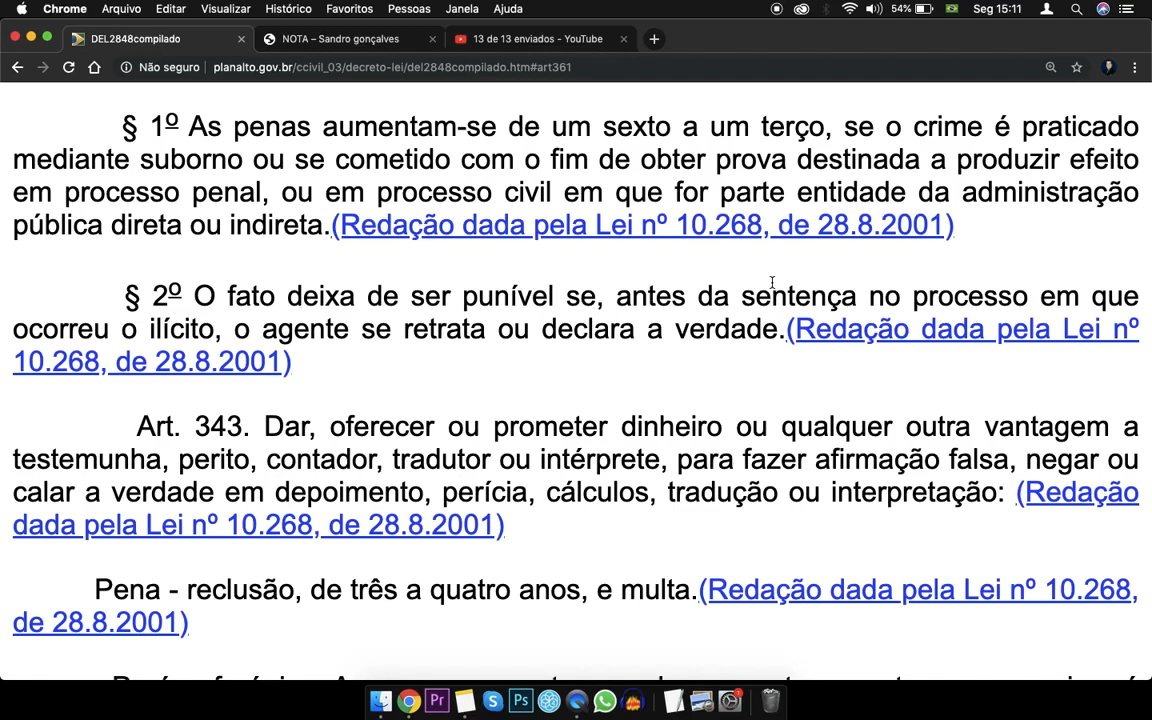 Chrome Arquivo Editar Visualizar Histórico Favoritos Pessoas Janela Ajuda 54% Seg 15:11
DEL2848compilado NOTA – Sandro gonçalves 13 de 13 enviados - YouTube
Não seguro planalto.gov.br/ccivil_03/decreto-lei/del2848compilado.htm#art361
§ 1º As penas aumentam-se de um sexto a um terço, se o crime é praticado
mediante suborno ou se cometido com o fim de obter prova destinada a produzir efeito
em processo penal, ou em processo civil em que for parte entidade da administração
pública direta ou indireta.(Redação dada pela Lei nº 10.268, de 28.8.2001)
§ 2º O fato deixa de ser punível se, antes da sentença no processo em que
ocorreu o ilícito, o agente se retrata ou declara a verdade.(Redação dada pela Lei nº
10.268, de 28.8.2001)
Art. 343. Dar, oferecer ou prometer dinheiro ou qualquer outra vantagem a
testemunha, perito, contador, tradutor ou intérprete, para fazer afirmação falsa, negar ou
calar a verdade em depoimento, perícia, cálculos, tradução ou interpretação: (Redação
dada pela Lei nº 10.268, de 28.8.2001)
Pena - reclusão, de três a quatro anos, e multa.(Redação dada pela Lei nº 10.268,
de 28.8.2001)
Pr Ps